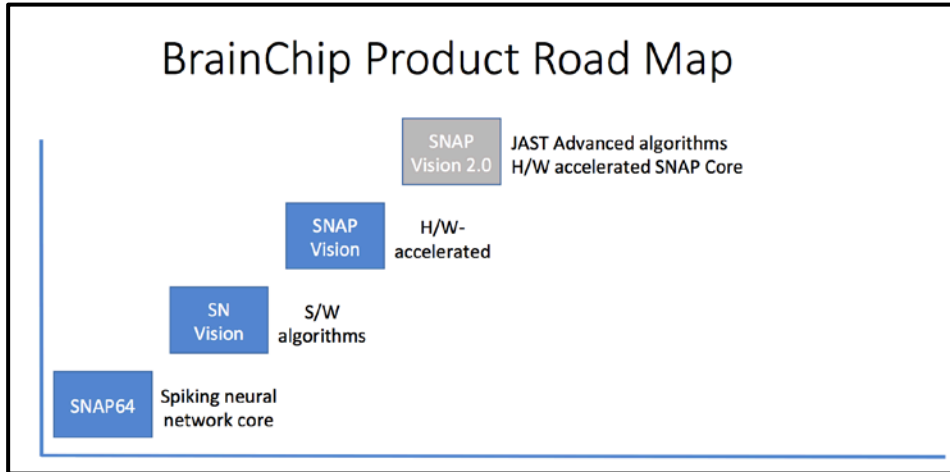 BrainChip Product Road Map
SNAP
Vision 2.0
JAST Advanced algorithms
H/W accelerated SNAP Core
SNAP
Vision
H/W-
accelerated
SN
Vision
S/W
algorithms
SNAP64
Spiking neural
network core